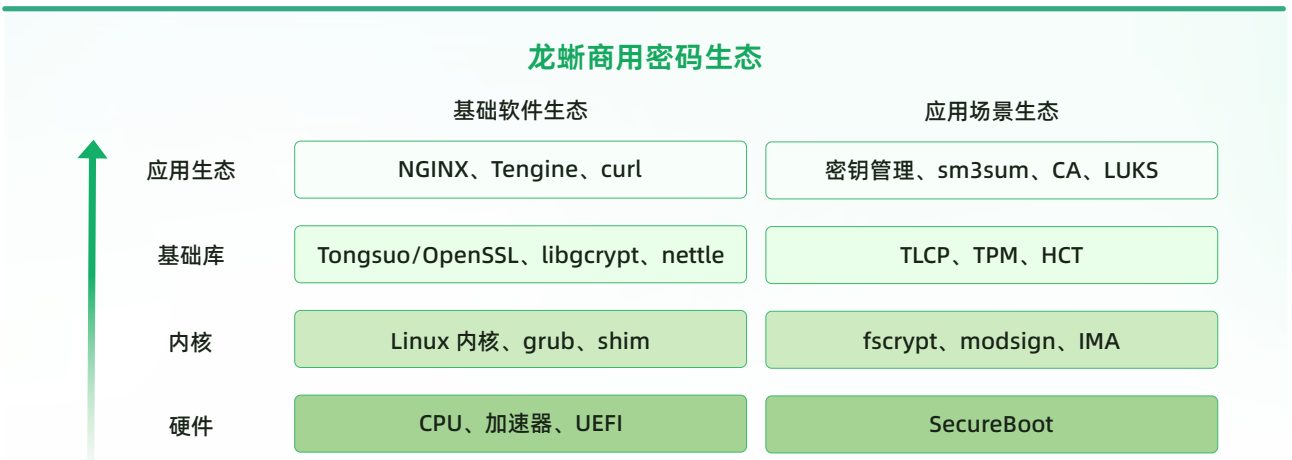 龙蜥商用密码生态
基础软件生态 应用场景生态
应用生态 NGINX、Tengine、curl 密钥管理、sm3sum、CA、LUKS
基础库 Tongsuo/OpenSSL、libgcrypt、nettle TLCP、TPM、HCT
内核 Linux 内核、grub、shim fscrypt、modsign、IMA
硬件 CPU、加速器、UEFI SecureBoot